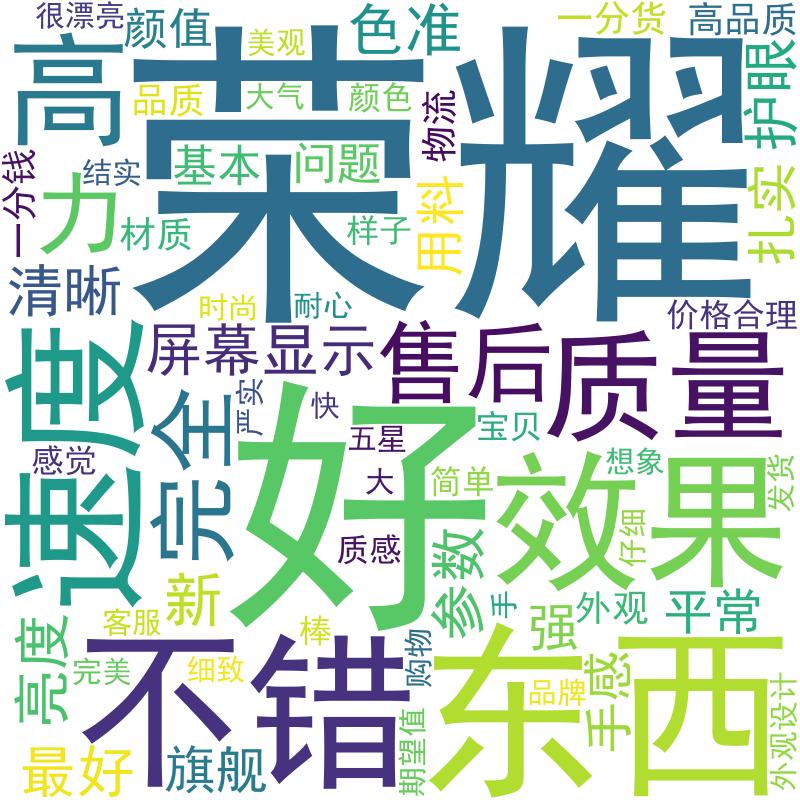 很漂亮
颜值
美观
色准
一分货
高品质
高
荣耀
品质
大气
颜色
物流
护眼
一分钱
结实
基本
问题
力
材质
样子
用料
扎实
清晰
时尚
耐心
价格合理
速度
屏幕显示
售后
质量
完全
严实
快
好
五星
宝贝
感觉
大
简单
效果
想象
发货
质感
参数
仔细
新
手
亮度
客服
棒
强
外观
平常
完美
不错
细致
购物
东西
手感
品牌
最好
旗舰
期望值
外观设计